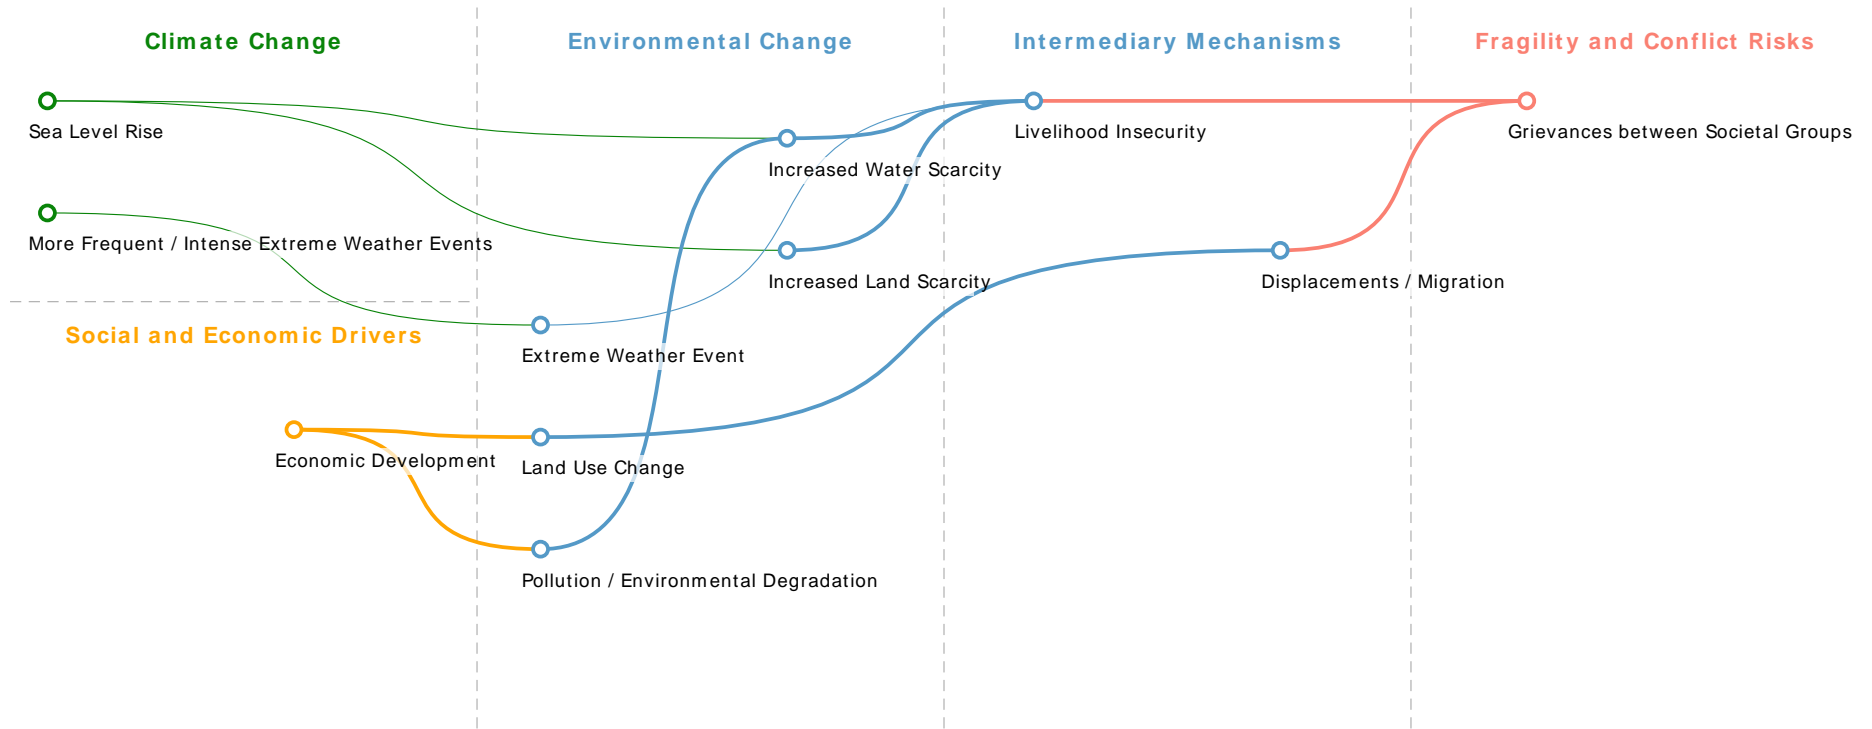 Climate Change
Environmental Change
Intermediary Mechanisms
Fragility and Conflict Risks
Sea Level Rise
Livelihood Insecurity
Grievances between Societal Groups
Increased Water Scarcity
More Frequent / Intense Extreme Weather Events
Increased Land Scarcity
Displacements / Migration
Social and Economic Drivers
Extreme Weather Event
Economic Development
Land Use Change
Pollution / Environmental Degradation